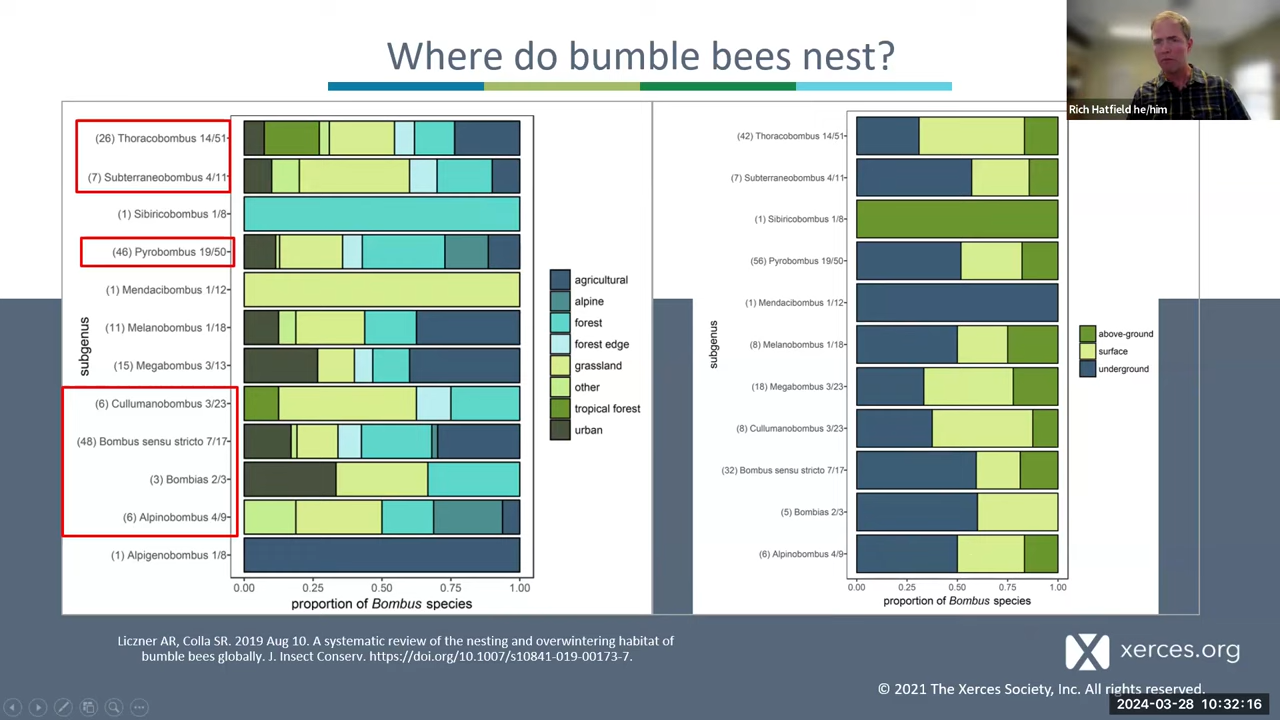 Where do bumble bees nest?
Rich Hatfield he/him
(26) Thoracobombus 14/51
(7) Subterraneobombus 4/11
(1) Sibiricobombus 1/8
(46) Pyrobombus 19/50
(1) Mendacibombus 1/12
(11) Melanobombus 1/18
(15) Megabombus 3/13
(6) Cullumanobombus 3/23
(48) Bombus sensu stricto 7/17
(3) Bombias 2/3
(6) Alpinobombus 4/9
(1) Alpigenobombus 1/8
subgenus
0.00 0.25 0.50 0.75 1.00
proportion of Bombus species
agricultural
alpine
forest
forest edge
grassland
other
tropical forest
urban
(42) Thoracobombus 14/51
(7) Subterraneobombus 4/11
(1) Sibiricobombus 1/8
(56) Pyrobombus 19/50
(1) Mendacibombus 1/12
(8) Melanobombus 1/18
(18) Megabombus 3/23
(8) Cullumanobombus 3/23
(32) Bombus sensu stricto 7/17
(5) Bombias 2/3
(6) Alpinobombus 4/9
subgenus
0.00 0.25 0.50 0.75 1.00
proportion of Bombus species
above-ground
surface
underground
Liczner AR, Colla SR. 2019 Aug 10. A systematic review of the nesting and overwintering habitat of
bumble bees globally. J. Insect Conserv. https://doi.org/10.1007/s10841-019-00173-7.
xerces.org
© 2021 The Xerces Society, Inc. All rights reserved.
2024-03-28 10:32:16